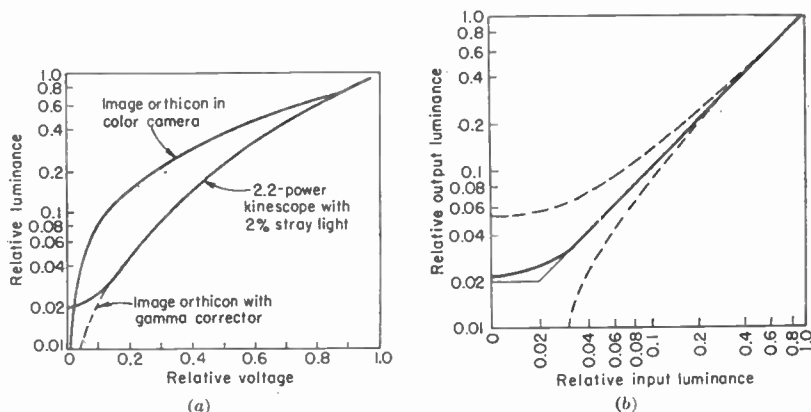 1.0
0.8
0.6
0.4
0.2
0.1
0.08
0.06
0.04
0.02
0.01
Relative luminance
Image orthicon in
color camera
2.2-power
kinescope with
2% stray light
Image orthicon with
gamma corrector
0 0.2 0.4 0.6 0.8 1.0
Relative voltage
(a)
1.0
0.8
0.6
0.4
0.2
0.1
0.08
0.06
0.04
0.02
0.01
Relative output luminance
0 0.02 0.04 0.06 0.08 0.1 0.2 0.4 0.6 0.8 1.0
Relative input luminance
(b)